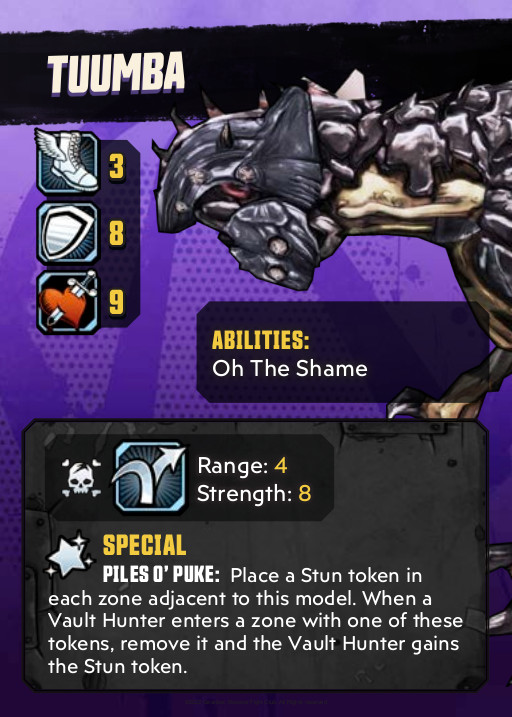 TUUMBA
3
8
9
ABILITIES:
Oh The Shame
Range: 4
Strength: 8
SPECIAL
PILES O' PUKE: Place a Stun token in
each zone adjacent to this model. When a
Vault Hunter enters a zone with one of these
tokens, remove it and the Vault Hunter gains
the Stun token.